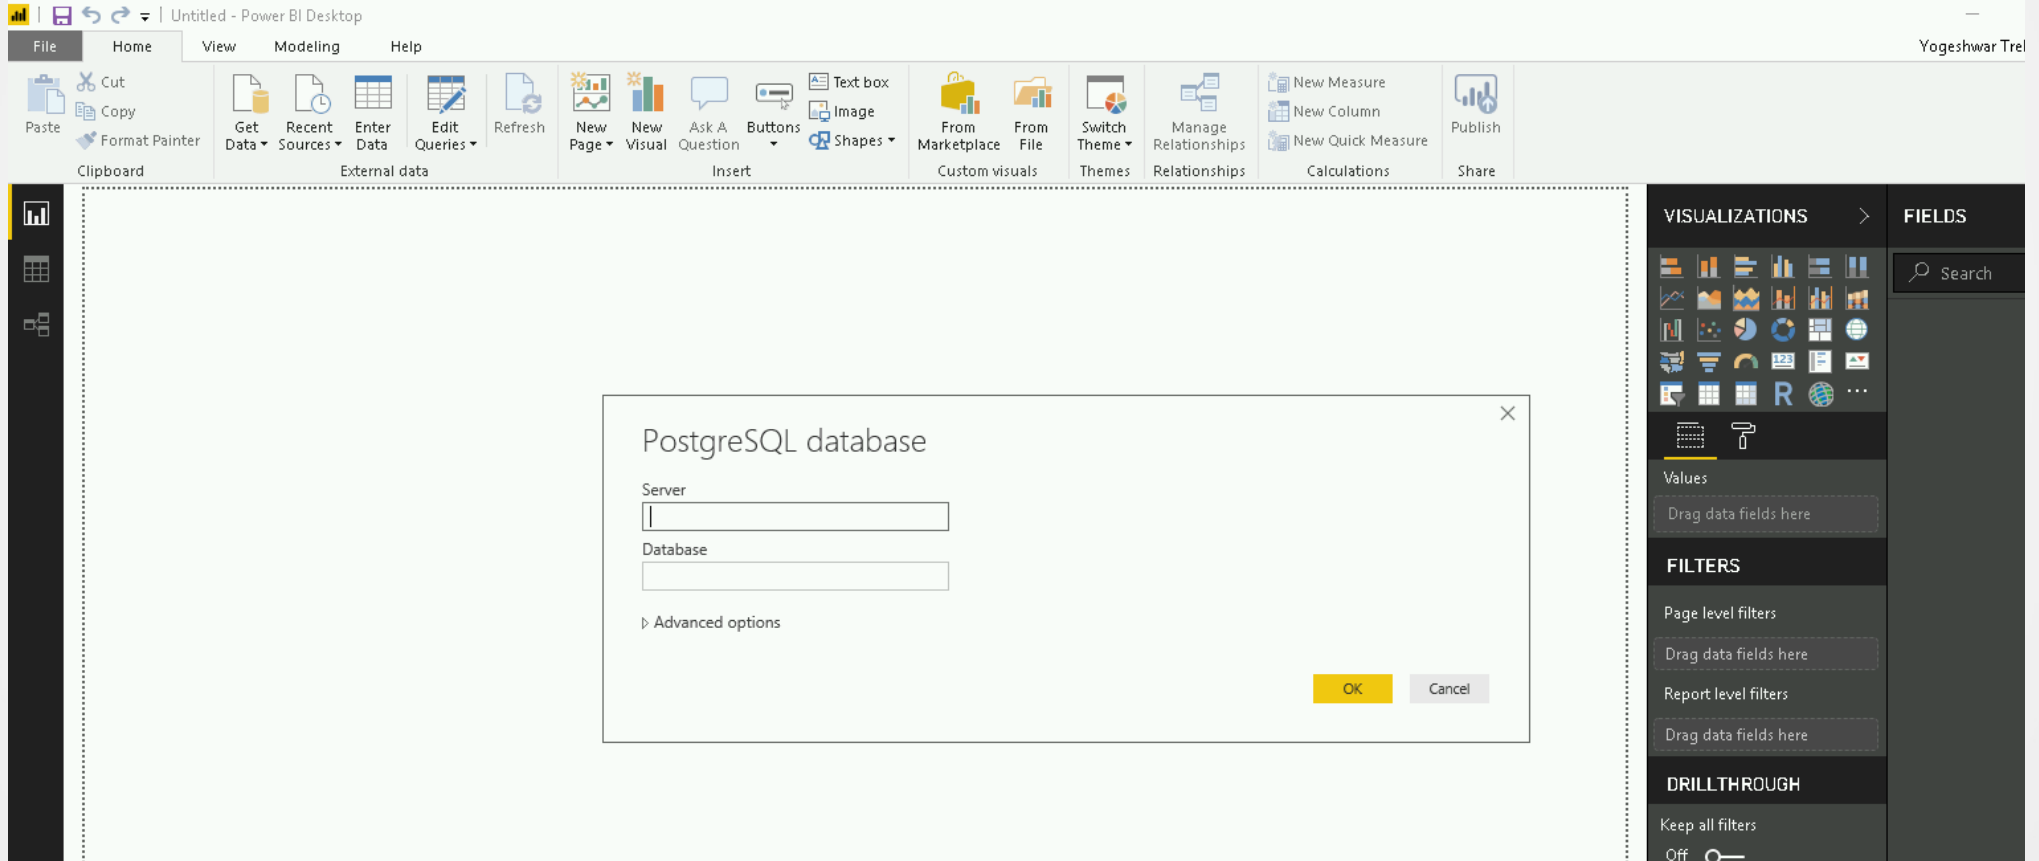 Untitled - Power BI Desktop
File Home View Modeling Help Yogeshwar Trel
Paste
Cut
Copy
Format Painter
Clipboard
Get Data
Recent Sources
Enter Data
Edit Queries
Refresh
External data
New Page
New Visual
Ask A Question
Buttons
Text box
Image
Shapes
Insert
From Marketplace
From File
Custom visuals
Switch Theme
Themes
Manage Relationships
Relationships
New Measure
New Column
New Quick Measure
Calculations
Publish
Share
PostgreSQL database
Server
Database
Advanced options
OK Cancel
VISUALIZATIONS
123
R
Values
Drag data fields here
FILTERS
Page level filters
Drag data fields here
Report level filters
Drag data fields here
DRILLTHROUGH
Keep all filters
Off
FIELDS
Search